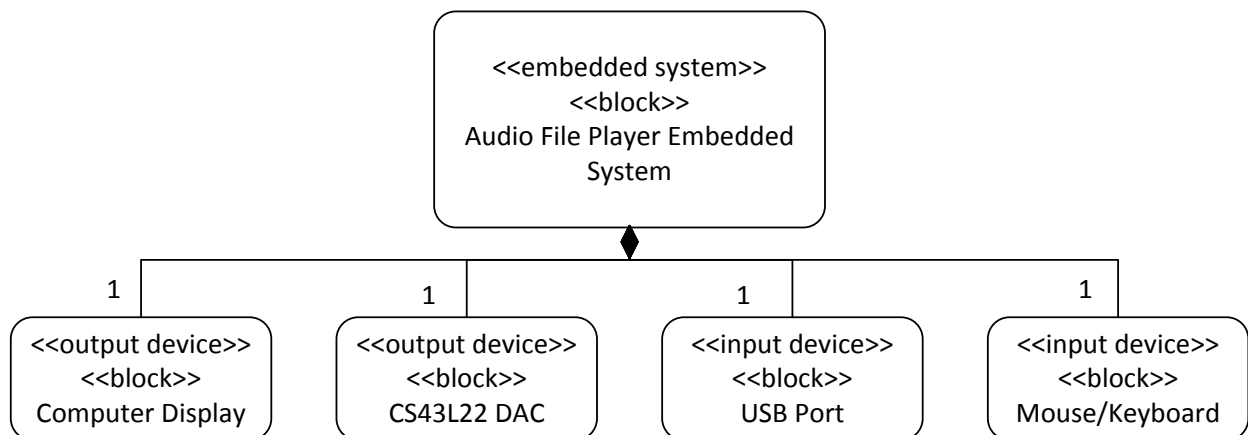 <<embedded system>>
<<block>>
Audio File Player Embedded
System
1
1
1
1
<<output device>>
<<block>>
Computer Display
<<output device>>
<<block>>
CS43L22 DAC
<<input device>>
<<block>>
USB Port
<<input device>>
<<block>>
Mouse/Keyboard